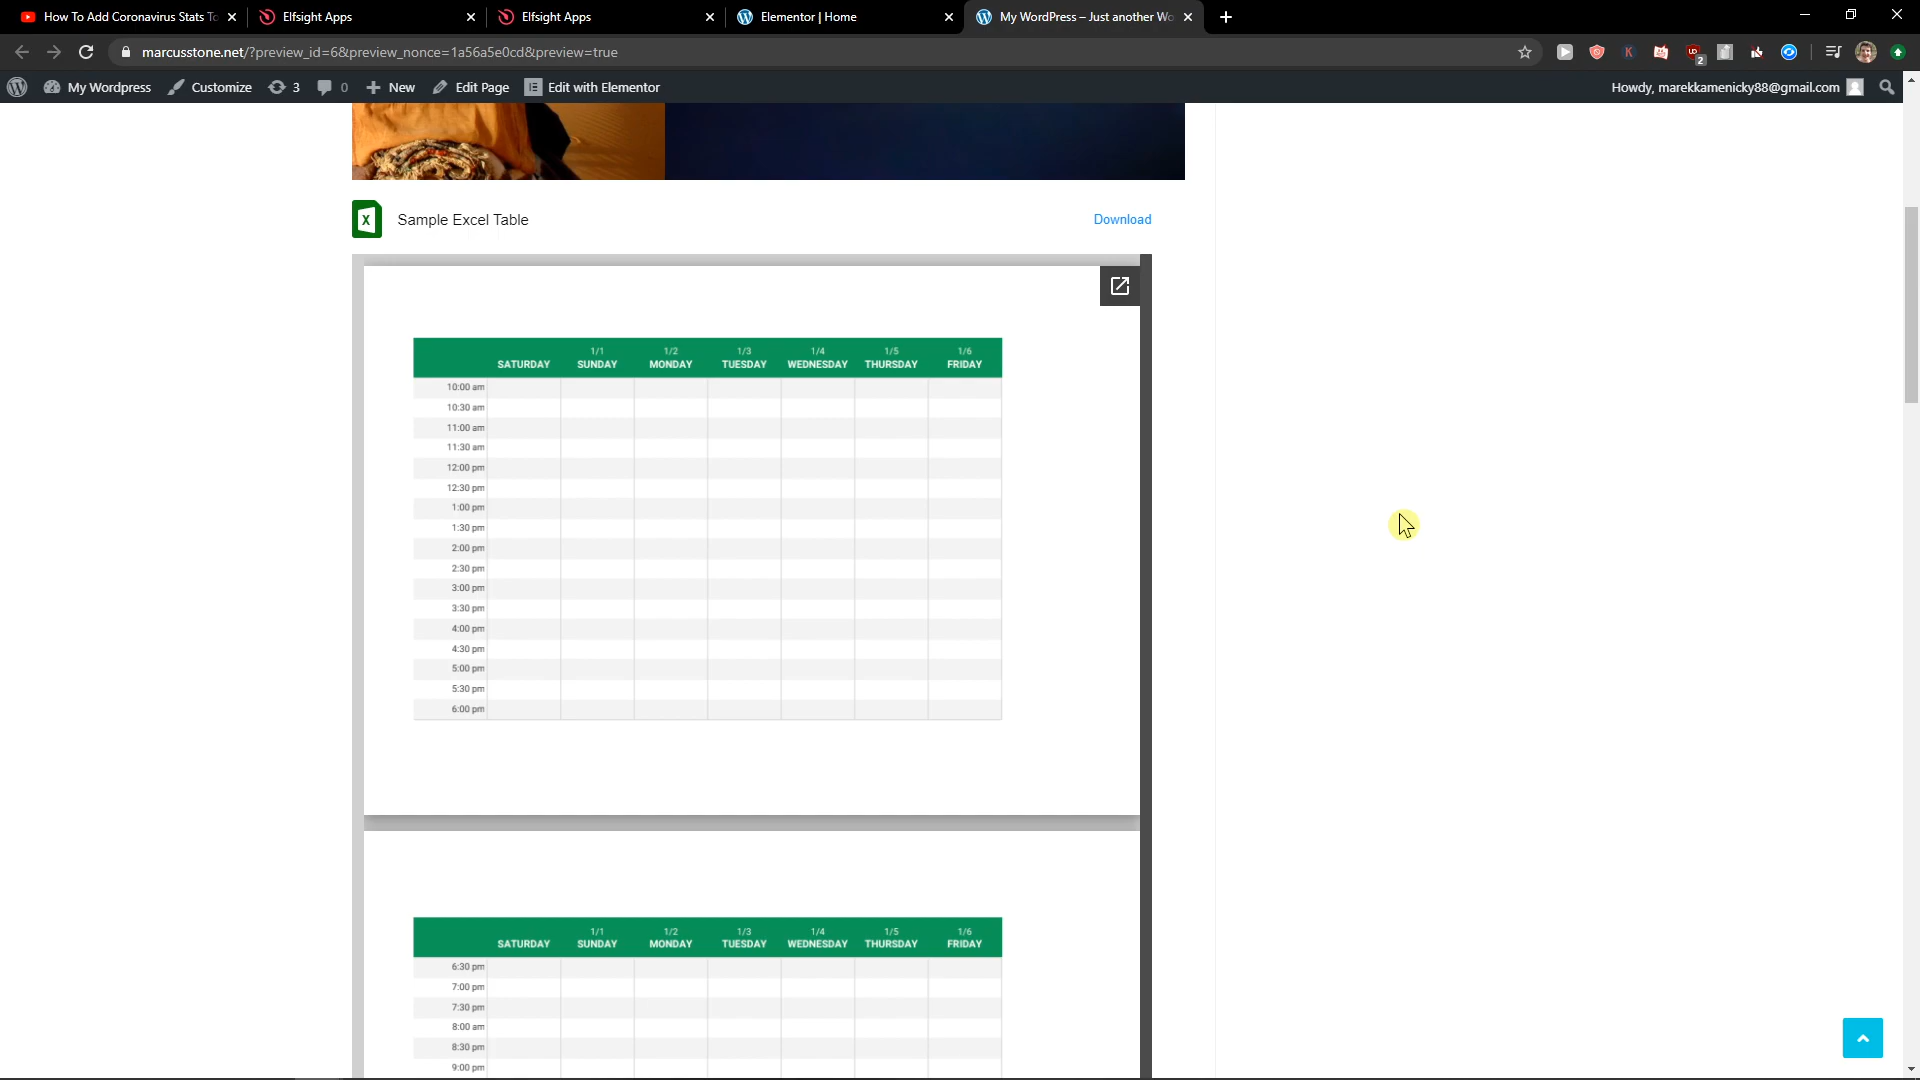 How To Add Coronavirus Stats To
Elfsight Apps
Elfsight Apps
Elementor | Home
My WordPress – Just another Wo
marcusstone.net/?preview_id=6&preview_nonce=1a56a5e0cd&preview=true
2
My Wordpress
Customize
3
0
New
Edit Page
Edit with Elementor
Howdy, marekkamenicky88@gmail.com
X
Sample Excel Table
Download
1/1 1/2 1/3 1/4 1/5 1/6
SATURDAY SUNDAY MONDAY TUESDAY WEDNESDAY THURSDAY FRIDAY
10:00 am
10:30 am
11:00 am
11:30 am
12:00 pm
12:30 pm
1:00 pm
1:30 pm
2:00 pm
2:30 pm
3:00 pm
3:30 pm
4:00 pm
4:30 pm
5:00 pm
5:30 pm
6:00 pm
1/1 1/2 1/3 1/4 1/5 1/6
SATURDAY SUNDAY MONDAY TUESDAY WEDNESDAY THURSDAY FRIDAY
6:30 pm
7:00 pm
7:30 pm
8:00 am
8:30 pm
9:00 pm